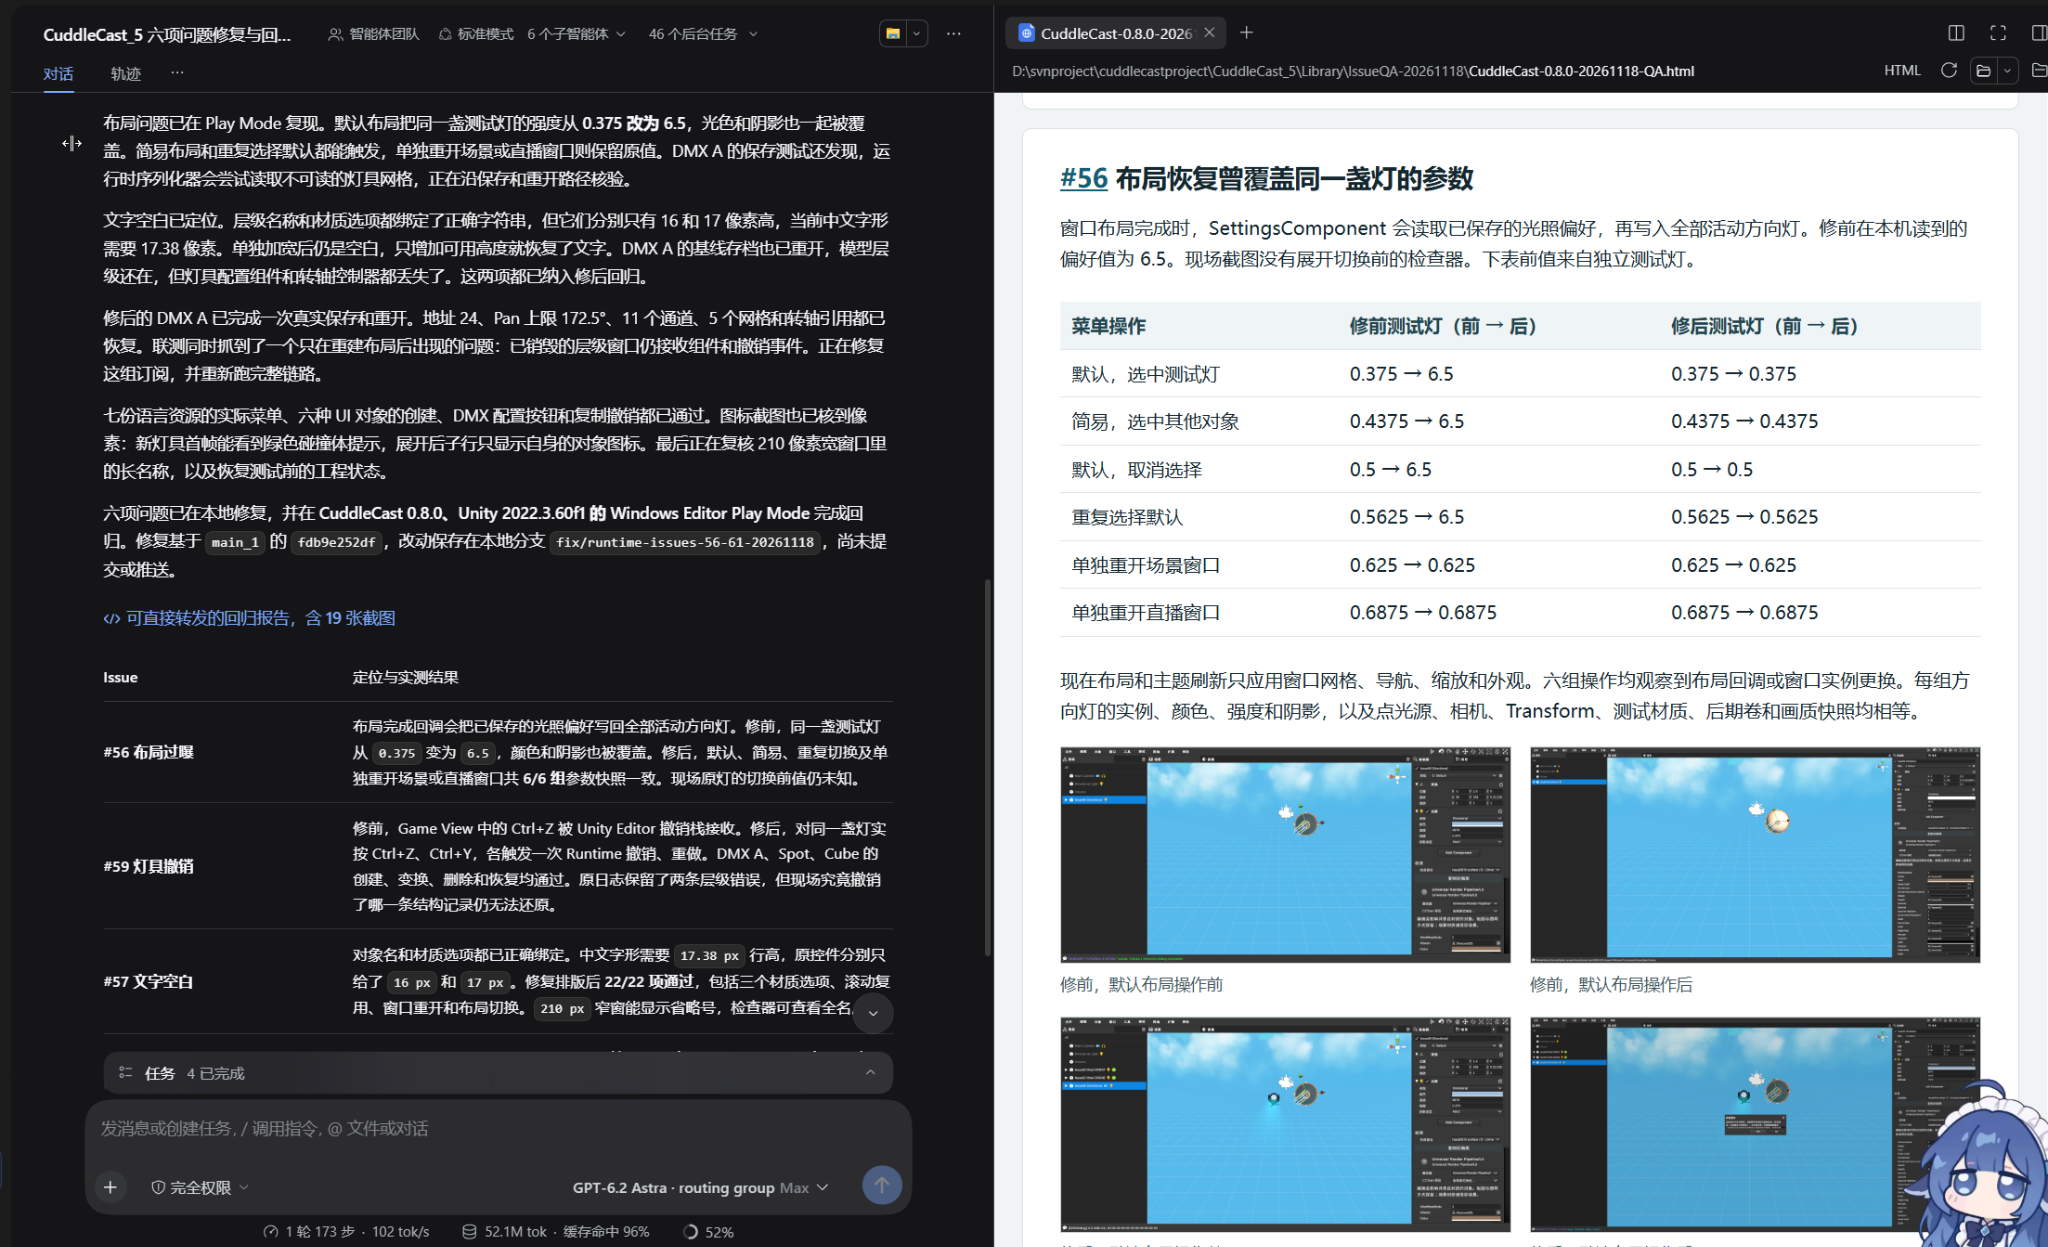 CuddleCast_5 六项问题修复与回...
智能体团队
标准模式
6 个子智能体
46 个后台任务
对话
轨迹
布局问题已在 Play Mode 复现。默认布局把同一盏测试灯的强度从 0.375 改为 6.5，光色和阴影也一起被覆
盖。简易布局和重复选择默认都能触发，单独重开场景或直播窗口则保留原值。DMX A 的保存测试还发现，运
行时序列化器会尝试读取不可读的灯具网格，正在沿保存和重开路径核验。
文字空白已定位。层级名称和材质选项都绑定了正确字符串，但它们分别只有 16 和 17 像素高，当前中文字形
需要 17.38 像素。单独加宽后仍是空白，只增加可用高度就恢复了文字。DMX A 的基线存档也已重开，模型层
级还在，但灯具配置组件和转轴控制器都丢失了。这两项都已纳入修后回归。
修后的 DMX A 已完成一次真实保存和重开。地址 24、Pan 上限 172.5°、11 个通道、5 个网格和转轴引用都已
恢复。联测同时抓到了一个只在重建布局后出现的问题：已销毁的层级窗口仍接收组件和撤销事件。正在修复
这组订阅，并重新跑完整链路。
七份语言资源的实际菜单、六种 UI 对象的创建、DMX 配置按钮和复制撤销都已通过。图标截图也已核到像
素：新灯具首帧能看到绿色碰撞体提示，展开后子行只显示自身的对象图标。最后正在复核 210 像素宽窗口里
的长名称，以及恢复测试前的工程状态。
六项问题已在本地修复，并在 CuddleCast 0.8.0、Unity 2022.3.60f1 的 Windows Editor Play Mode 完成回
归。修复基于 main_1 的 fdb9e252df，改动保存在本地分支 fix/runtime-issues-56-61-20261118，尚未提
交或推送。
</> 可直接转发的回归报告，含 19 张截图
Issue
定位与实测结果
#56 布局过曝
布局完成回调会把已保存的光照偏好写回全部活动方向灯。修前，同一盏测试灯
从 0.375 变为 6.5，颜色和阴影也被覆盖。修后，默认、简易、重复切换及单
独重开场景或直播窗口共 6/6 组参数快照一致。现场原灯的切换前值仍未知。
#59 灯具撤销
修前，Game View 中的 Ctrl+Z 被 Unity Editor 撤销栈接收。修后，对同一盏灯实
按 Ctrl+Z、Ctrl+Y，各触发一次 Runtime 撤销、重做。DMX A、Spot、Cube 的
创建、变换、删除和恢复均通过。原日志保留了两条层级错误，但现场究竟撤销
了哪一条结构记录仍无法还原。
#57 文字空白
对象名和材质选项都已正确绑定。中文字形需要 17.38 px 行高，原控件分别只
给了 16 px 和 17 px。修复排版后 22/22 项通过，包括三个材质选项、滚动复
用、窗口重开和布局切换。210 px 窄窗能显示省略号，检查器可查看全名。
任务 4 已完成
发消息或创建任务, / 调用指令, @ 文件或对话
完全权限
GPT-6.2 Astra · routing group Max
1 轮 173 步 · 102 tok/s
52.1M tok · 缓存命中 96%
52%
CuddleCast-0.8.0-2026
D:\svnproject\cuddlecastproject\CuddleCast_5\Library\IssueQA-20261118\CuddleCast-0.8.0-20261118-QA.html
HTML
#56 布局恢复曾覆盖同一盏灯的参数
窗口布局完成时，SettingsComponent 会读取已保存的光照偏好，再写入全部活动方向灯。修前在本机读到的
偏好值为 6.5。现场截图没有展开切换前的检查器。下表前值来自独立测试灯。
菜单操作 修前测试灯（前 → 后） 修后测试灯（前 → 后）
默认，选中测试灯 0.375 → 6.5 0.375 → 0.375
简易，选中其他对象 0.4375 → 6.5 0.4375 → 0.4375
默认，取消选择 0.5 → 6.5 0.5 → 0.5
重复选择默认 0.5625 → 6.5 0.5625 → 0.5625
单独重开场景窗口 0.625 → 0.625 0.625 → 0.625
单独重开直播窗口 0.6875 → 0.6875 0.6875 → 0.6875
现在布局和主题刷新只应用窗口网格、导航、缩放和外观。六组操作均观察到布局回调或窗口实例更换。每组方
向灯的实例、颜色、强度和阴影，以及点光源、相机、Transform、测试材质、后期卷和画质快照均相等。
修前，默认布局操作前
修前，默认布局操作后